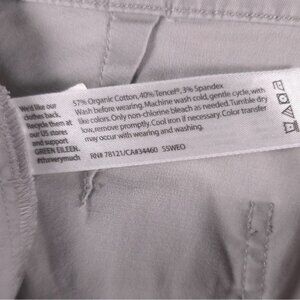 We'd like our
clothes back.
Recycle them at
our US stores
and support
GREEN EILEEN.
#thxverymuch
57% Organic Cotton, 40% Tencel®, 3% Spandex
Wash before wearing. Machine wash cold, gentle cycle, with
like colors. Only non-chlorine bleach as needed. Tumble dry
low, remove promptly. Cool iron if necessary. Color transfer
may occur with wearing and washing.
RN# 78121/CA#34460 S5WEO